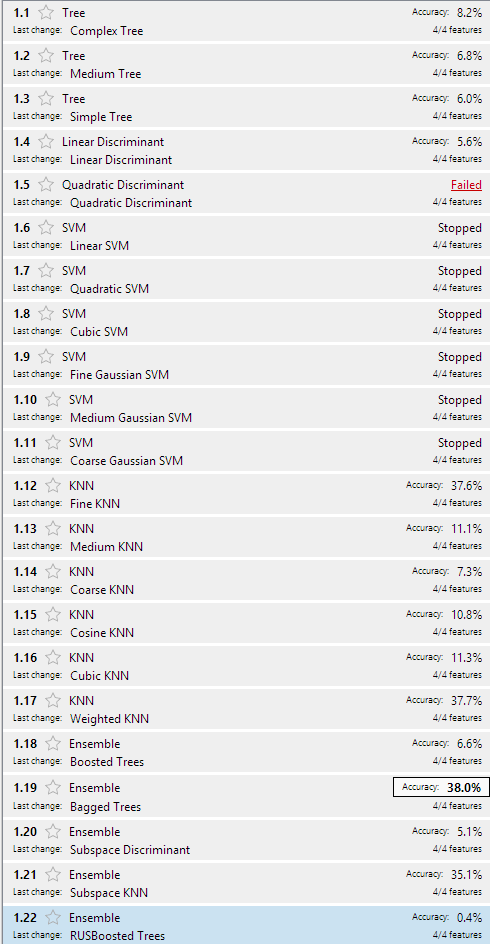 1.1 Tree Accuracy: 8.2%
Last change: Complex Tree 4/4 features
1.2 Tree Accuracy: 6.8%
Last change: Medium Tree 4/4 features
1.3 Tree Accuracy: 6.0%
Last change: Simple Tree 4/4 features
1.4 Linear Discriminant Accuracy: 5.6%
Last change: Linear Discriminant 4/4 features
1.5 Quadratic Discriminant Failed
Last change: Quadratic Discriminant 4/4 features
1.6 SVM Stopped
Last change: Linear SVM 4/4 features
1.7 SVM Stopped
Last change: Quadratic SVM 4/4 features
1.8 SVM Stopped
Last change: Cubic SVM 4/4 features
1.9 SVM Stopped
Last change: Fine Gaussian SVM 4/4 features
1.10 SVM Stopped
Last change: Medium Gaussian SVM 4/4 features
1.11 SVM Stopped
Last change: Coarse Gaussian SVM 4/4 features
1.12 KNN Accuracy: 37.6%
Last change: Fine KNN 4/4 features
1.13 KNN Accuracy: 11.1%
Last change: Medium KNN 4/4 features
1.14 KNN Accuracy: 7.3%
Last change: Coarse KNN 4/4 features
1.15 KNN Accuracy: 10.8%
Last change: Cosine KNN 4/4 features
1.16 KNN Accuracy: 11.3%
Last change: Cubic KNN 4/4 features
1.17 KNN Accuracy: 37.7%
Last change: Weighted KNN 4/4 features
1.18 Ensemble Accuracy: 6.6%
Last change: Boosted Trees 4/4 features
1.19 Ensemble Accuracy: 38.0%
Last change: Bagged Trees 4/4 features
1.20 Ensemble Accuracy: 5.1%
Last change: Subspace Discriminant 4/4 features
1.21 Ensemble Accuracy: 35.1%
Last change: Subspace KNN 4/4 features
1.22 Ensemble Accuracy: 0.4%
Last change: RUSBoosted Trees 4/4 features